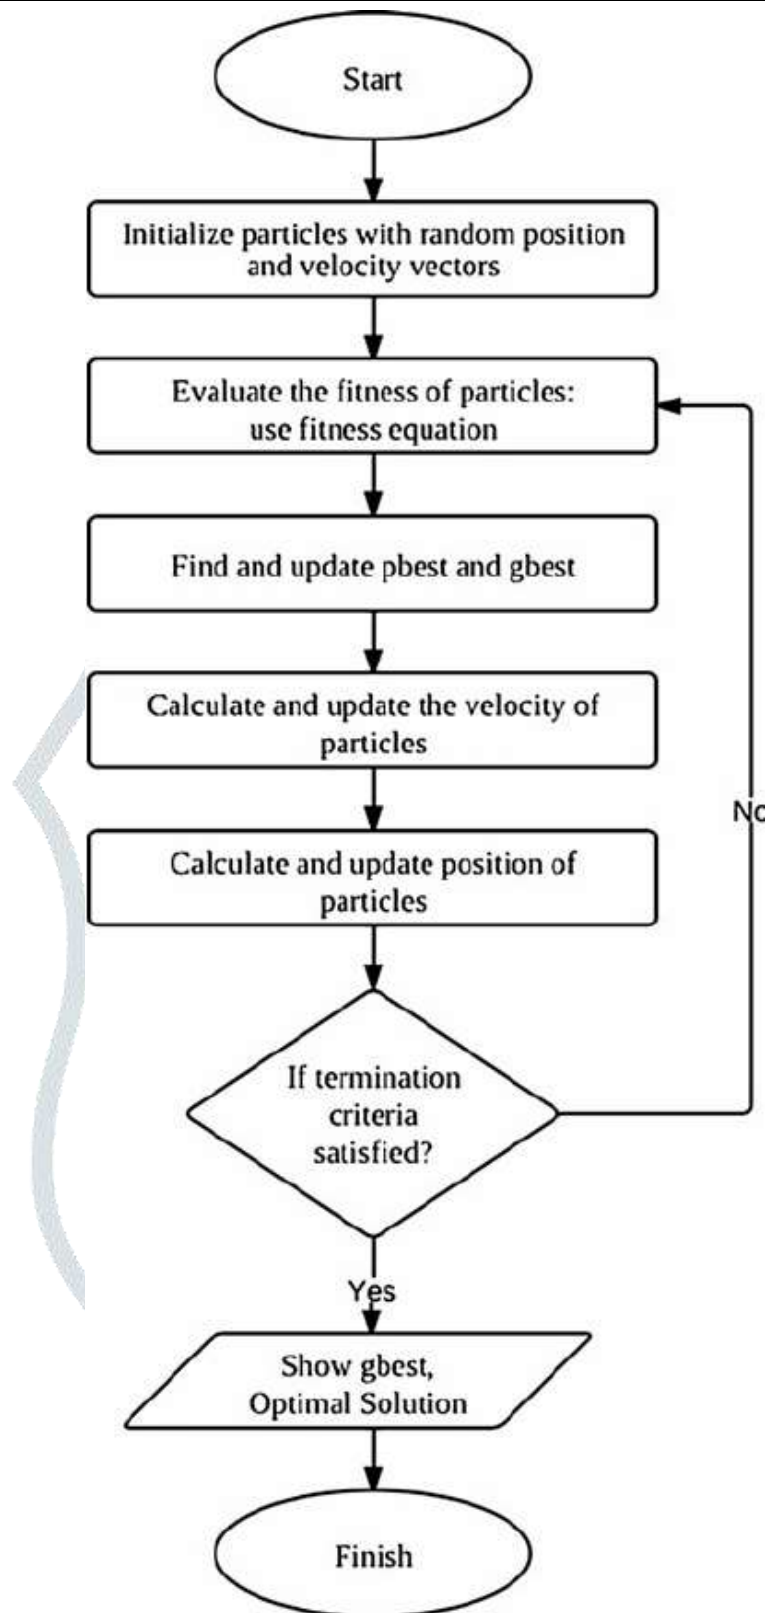 Start
Initialize particles with random position
and velocity vectors
Evaluate the fitness of particles:
use fitness equation
Find and update pbest and gbest
Calculate and update the velocity of
particles
Calculate and update position of
particles
If termination
criteria
satisfied?
No
Yes
Show gbest,
Optimal Solution
Finish